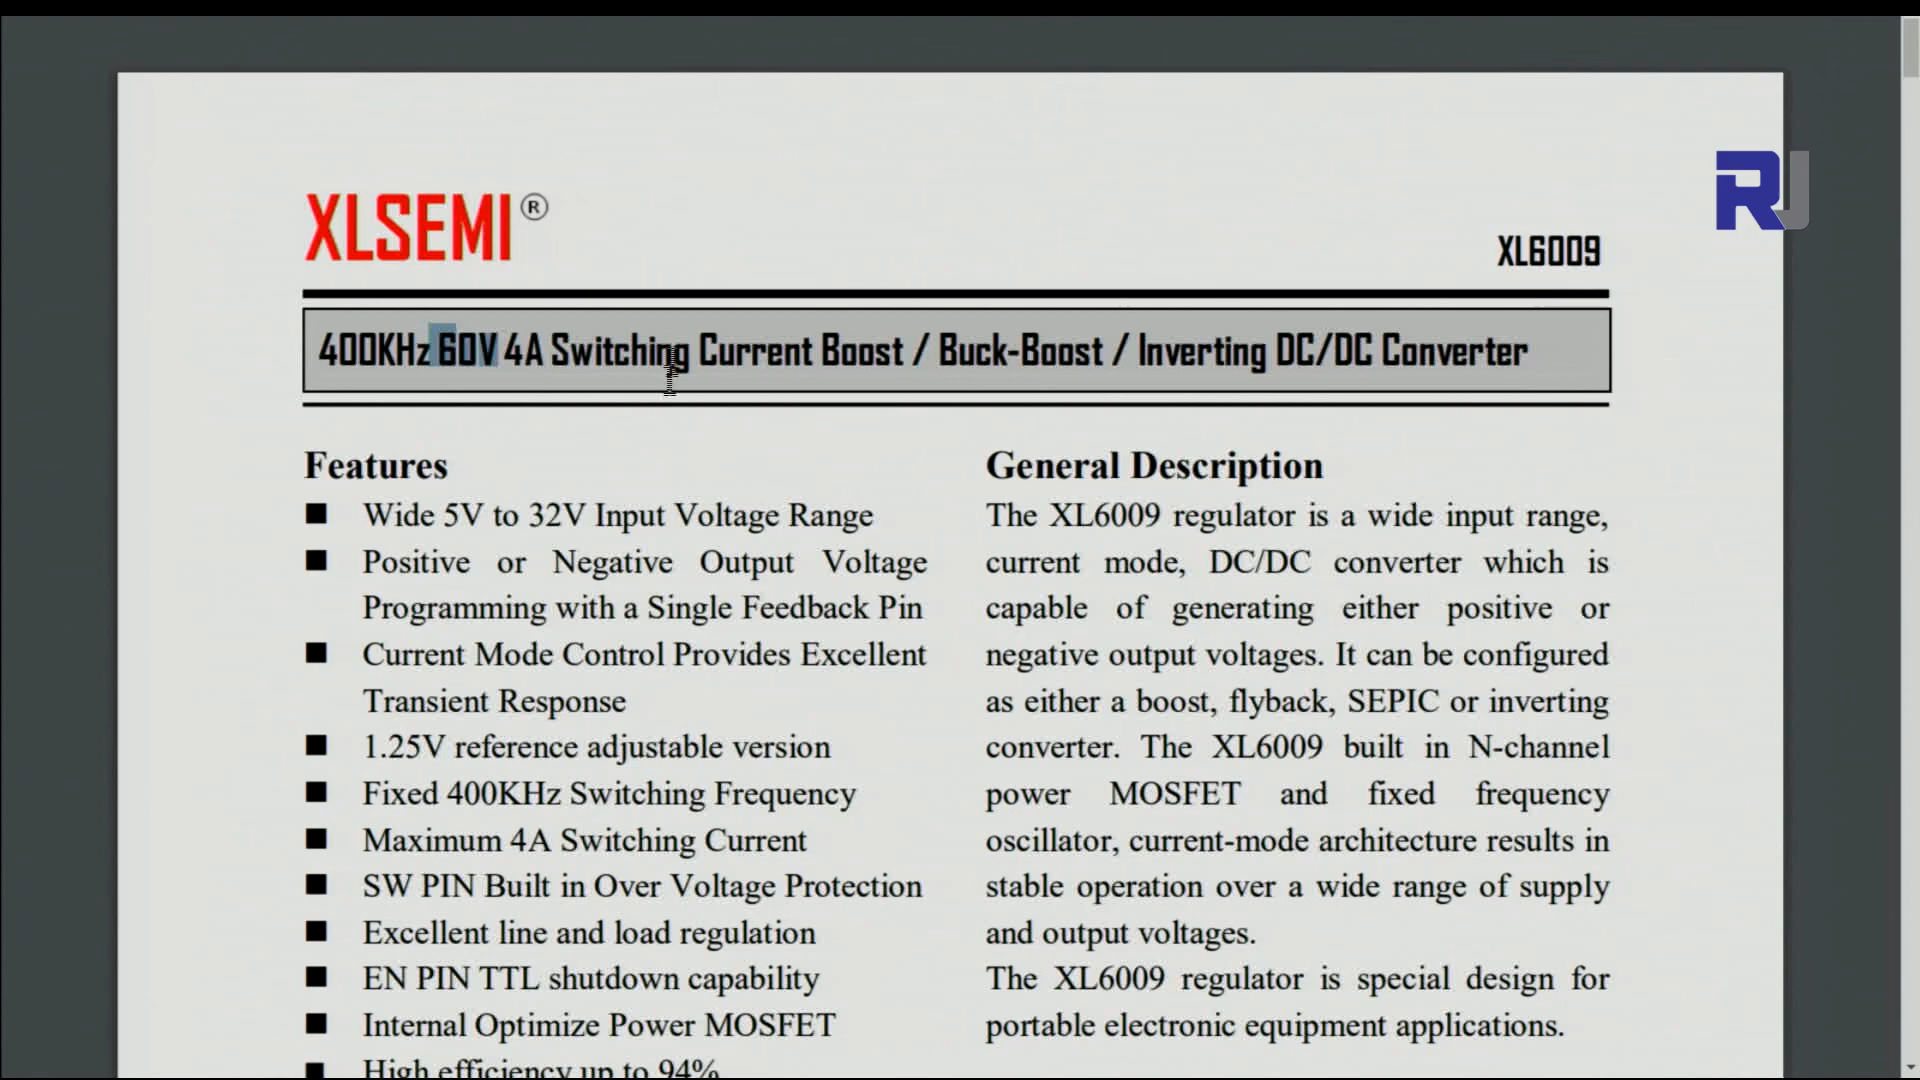 XLSEMI®
RJ
XL6009
400KHz 60V 4A Switching Current Boost / Buck-Boost / Inverting DC/DC Converter
Features
■ Wide 5V to 32V Input Voltage Range
■ Positive or Negative Output Voltage
Programming with a Single Feedback Pin
■ Current Mode Control Provides Excellent
Transient Response
■ 1.25V reference adjustable version
■ Fixed 400KHz Switching Frequency
■ Maximum 4A Switching Current
■ SW PIN Built in Over Voltage Protection
■ Excellent line and load regulation
■ EN PIN TTL shutdown capability
■ Internal Optimize Power MOSFET
■ High efficiency up to 94%
General Description
The XL6009 regulator is a wide input range,
current mode, DC/DC converter which is
capable of generating either positive or
negative output voltages. It can be configured
as either a boost, flyback, SEPIC or inverting
converter. The XL6009 built in N-channel
power MOSFET and fixed frequency
oscillator, current-mode architecture results in
stable operation over a wide range of supply
and output voltages.
The XL6009 regulator is special design for
portable electronic equipment applications.